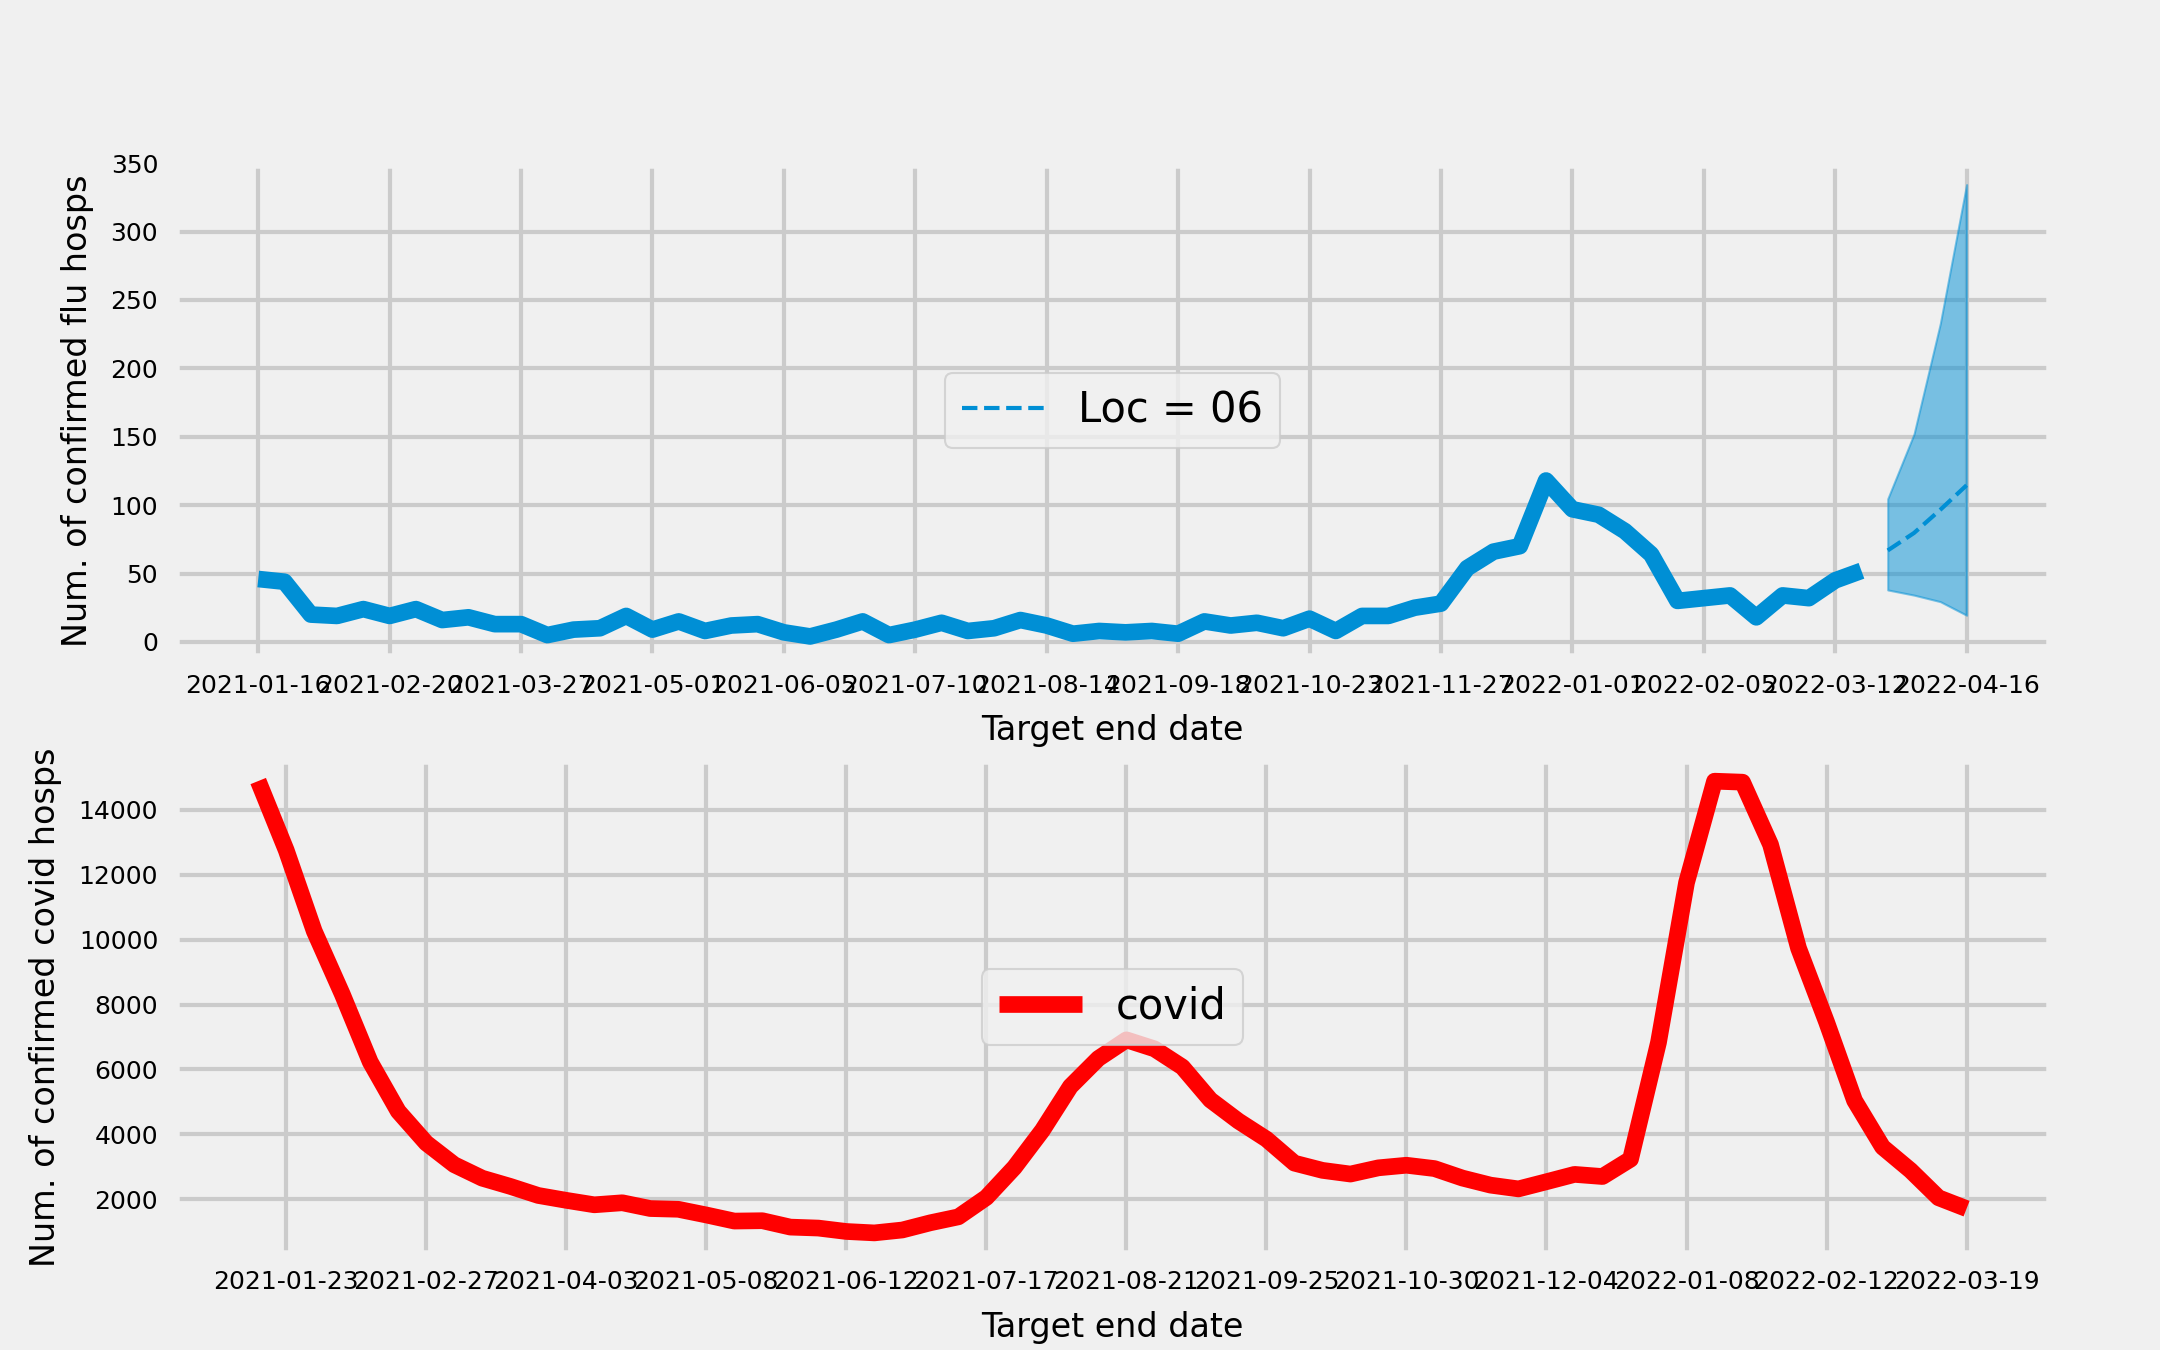 Num. of confirmed flu hosps
350
300
250
200
150
100
50
0
Loc = 06
2021-01-16 2021-02-20 2021-03-27 2021-05-01 2021-06-05 2021-07-10 2021-08-14 2021-09-18 2021-10-23 2021-11-27 2022-01-01 2022-02-05 2022-03-12 2022-04-16
Target end date
Num. of confirmed covid hosps
14000
12000
10000
8000
6000
4000
2000
covid
2021-01-23 2021-02-27 2021-04-03 2021-05-08 2021-06-12 2021-07-17 2021-08-21 2021-09-25 2021-10-30 2021-12-04 2022-01-08 2022-02-12 2022-03-19
Target end date